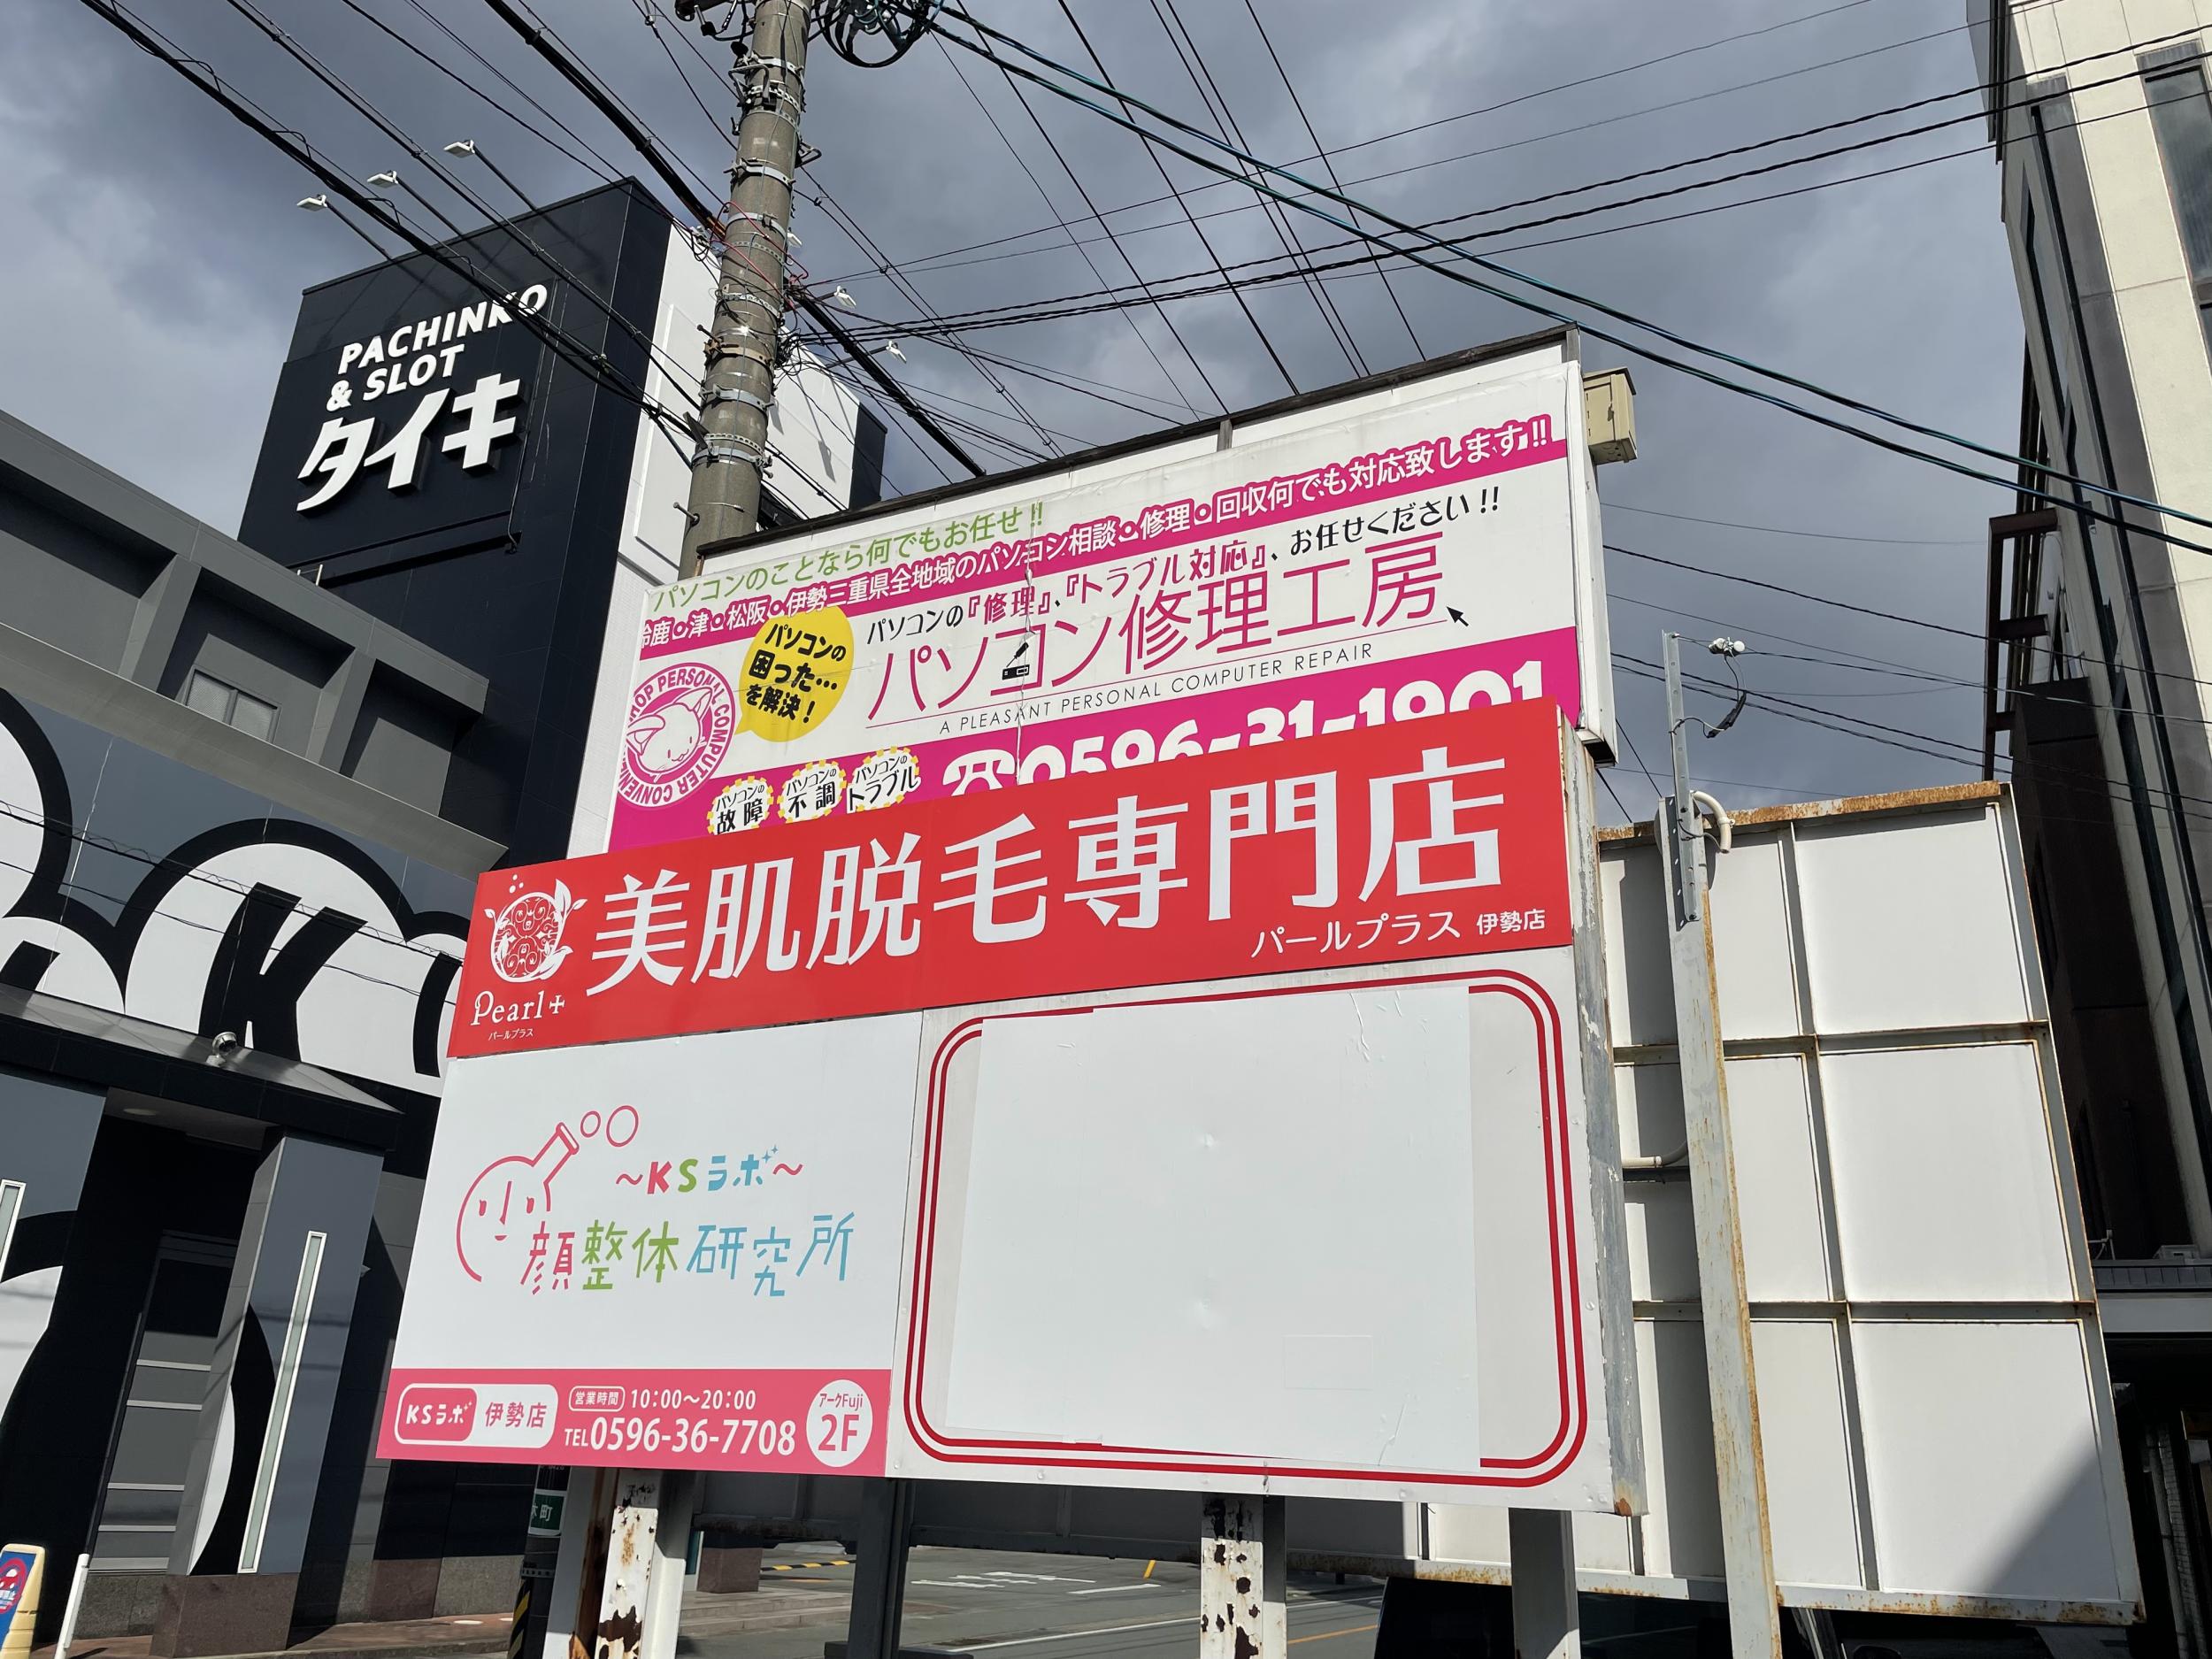 PACHINKO
& SLOT
タイキ
パソコンのことなら何でもお任せ!!
鈴鹿・津・松阪・伊勢三重県全地域のパソコン相談・修理・回収何でも対応致します!!
パソコンの『修理』、『トラブル対応』、お任せください!!
パソコンの
困った…
を解決!
パソコン修理工房
A PLEASANT PERSONAL COMPUTER REPAIR
SHOP PERSONAL COMPUTER
☎0596-31-1901
パソコンの
故障
パソコンの
不調
パソコンの
トラブル
美肌脱毛専門店
パールプラス 伊勢店
Pearl+
パールプラス
~KSラボ~
顔整体研究所
KSラボ 伊勢店
営業時間 10:00~20:00
TEL0596-36-7708
アークFuji
2F